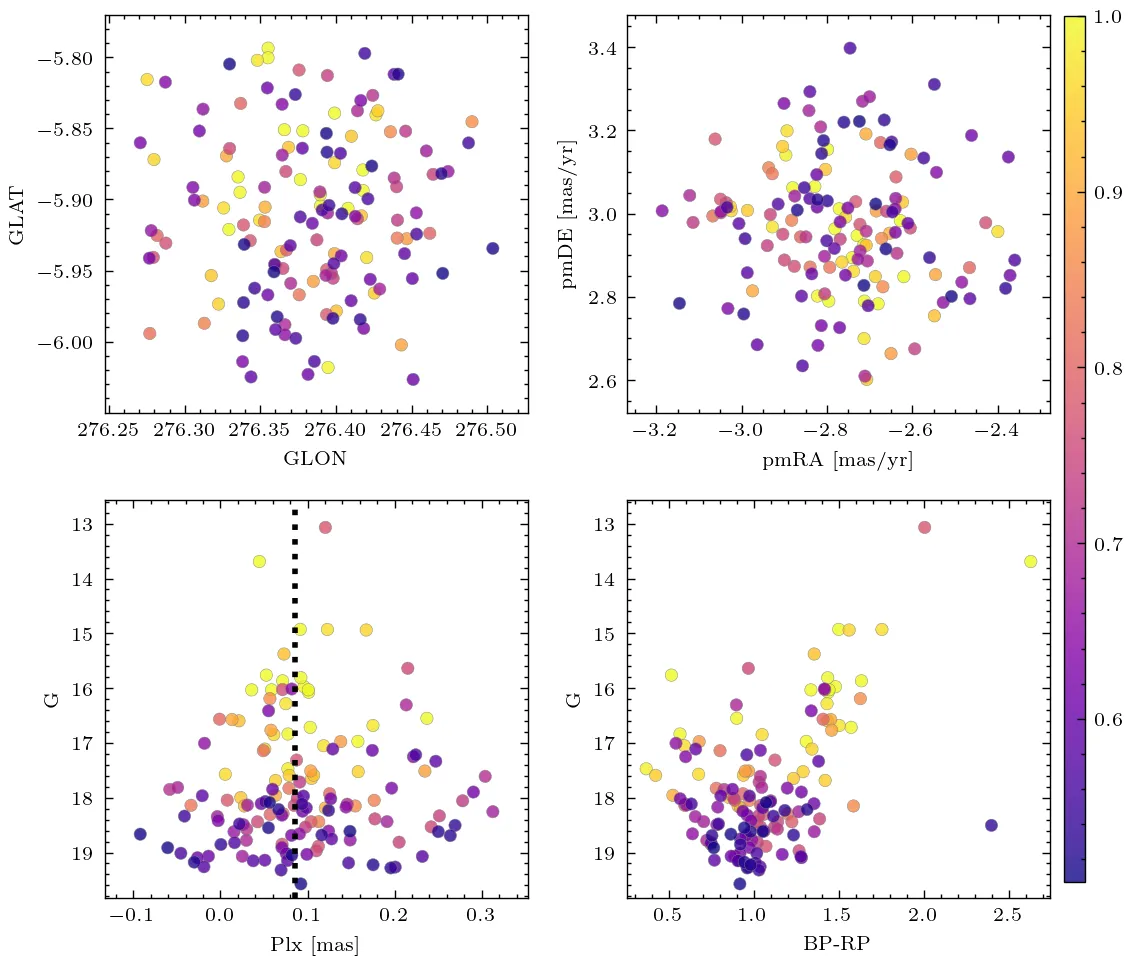 −5.80
−5.85
−5.90
−5.95
−6.00
GLAT
276.25 276.30 276.35 276.40 276.45 276.50
GLON
3.4
3.2
3.0
2.8
2.6
pmDE [mas/yr]
−3.2 −3.0 −2.8 −2.6 −2.4
pmRA [mas/yr]
13
14
15
16
17
18
19
G
−0.1 0.0 0.1 0.2 0.3
Plx [mas]
13
14
15
16
17
18
19
G
0.5 1.0 1.5 2.0 2.5
BP-RP
1.0
0.9
0.8
0.7
0.6